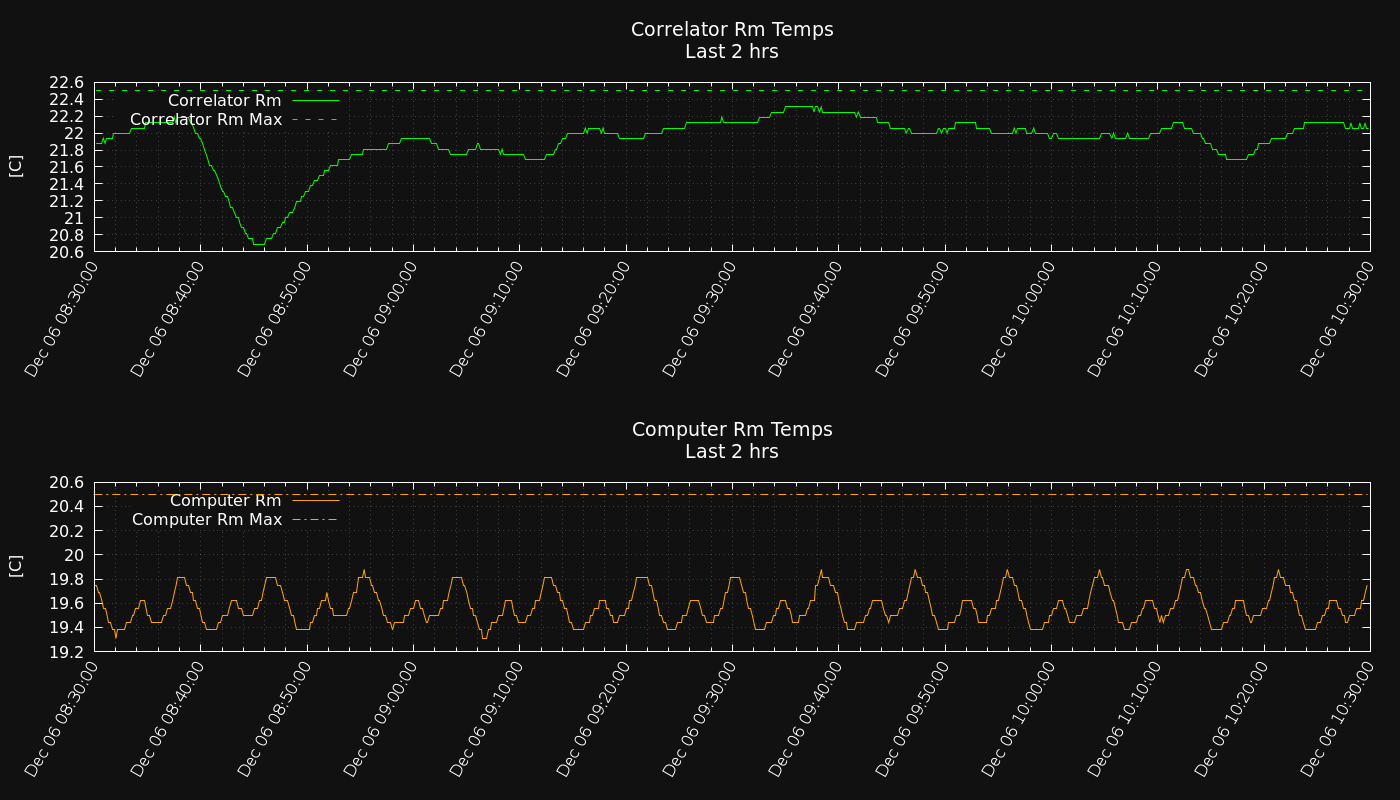 Correlator Rm Temps
Last 2 hrs
22.6
22.4
22.2
22
21.8
21.6
21.4
21.2
21
20.8
20.6
[C]
Correlator Rm
Correlator Rm Max
Dec 06 08:30:00
Dec 06 08:40:00
Dec 06 08:50:00
Dec 06 09:00:00
Dec 06 09:10:00
Dec 06 09:20:00
Dec 06 09:30:00
Dec 06 09:40:00
Dec 06 09:50:00
Dec 06 10:00:00
Dec 06 10:10:00
Dec 06 10:20:00
Dec 06 10:30:00
Computer Rm Temps
Last 2 hrs
20.6
20.4
20.2
20
19.8
19.6
19.4
19.2
[C]
Computer Rm
Computer Rm Max
Dec 06 08:30:00
Dec 06 08:40:00
Dec 06 08:50:00
Dec 06 09:00:00
Dec 06 09:10:00
Dec 06 09:20:00
Dec 06 09:30:00
Dec 06 09:40:00
Dec 06 09:50:00
Dec 06 10:00:00
Dec 06 10:10:00
Dec 06 10:20:00
Dec 06 10:30:00